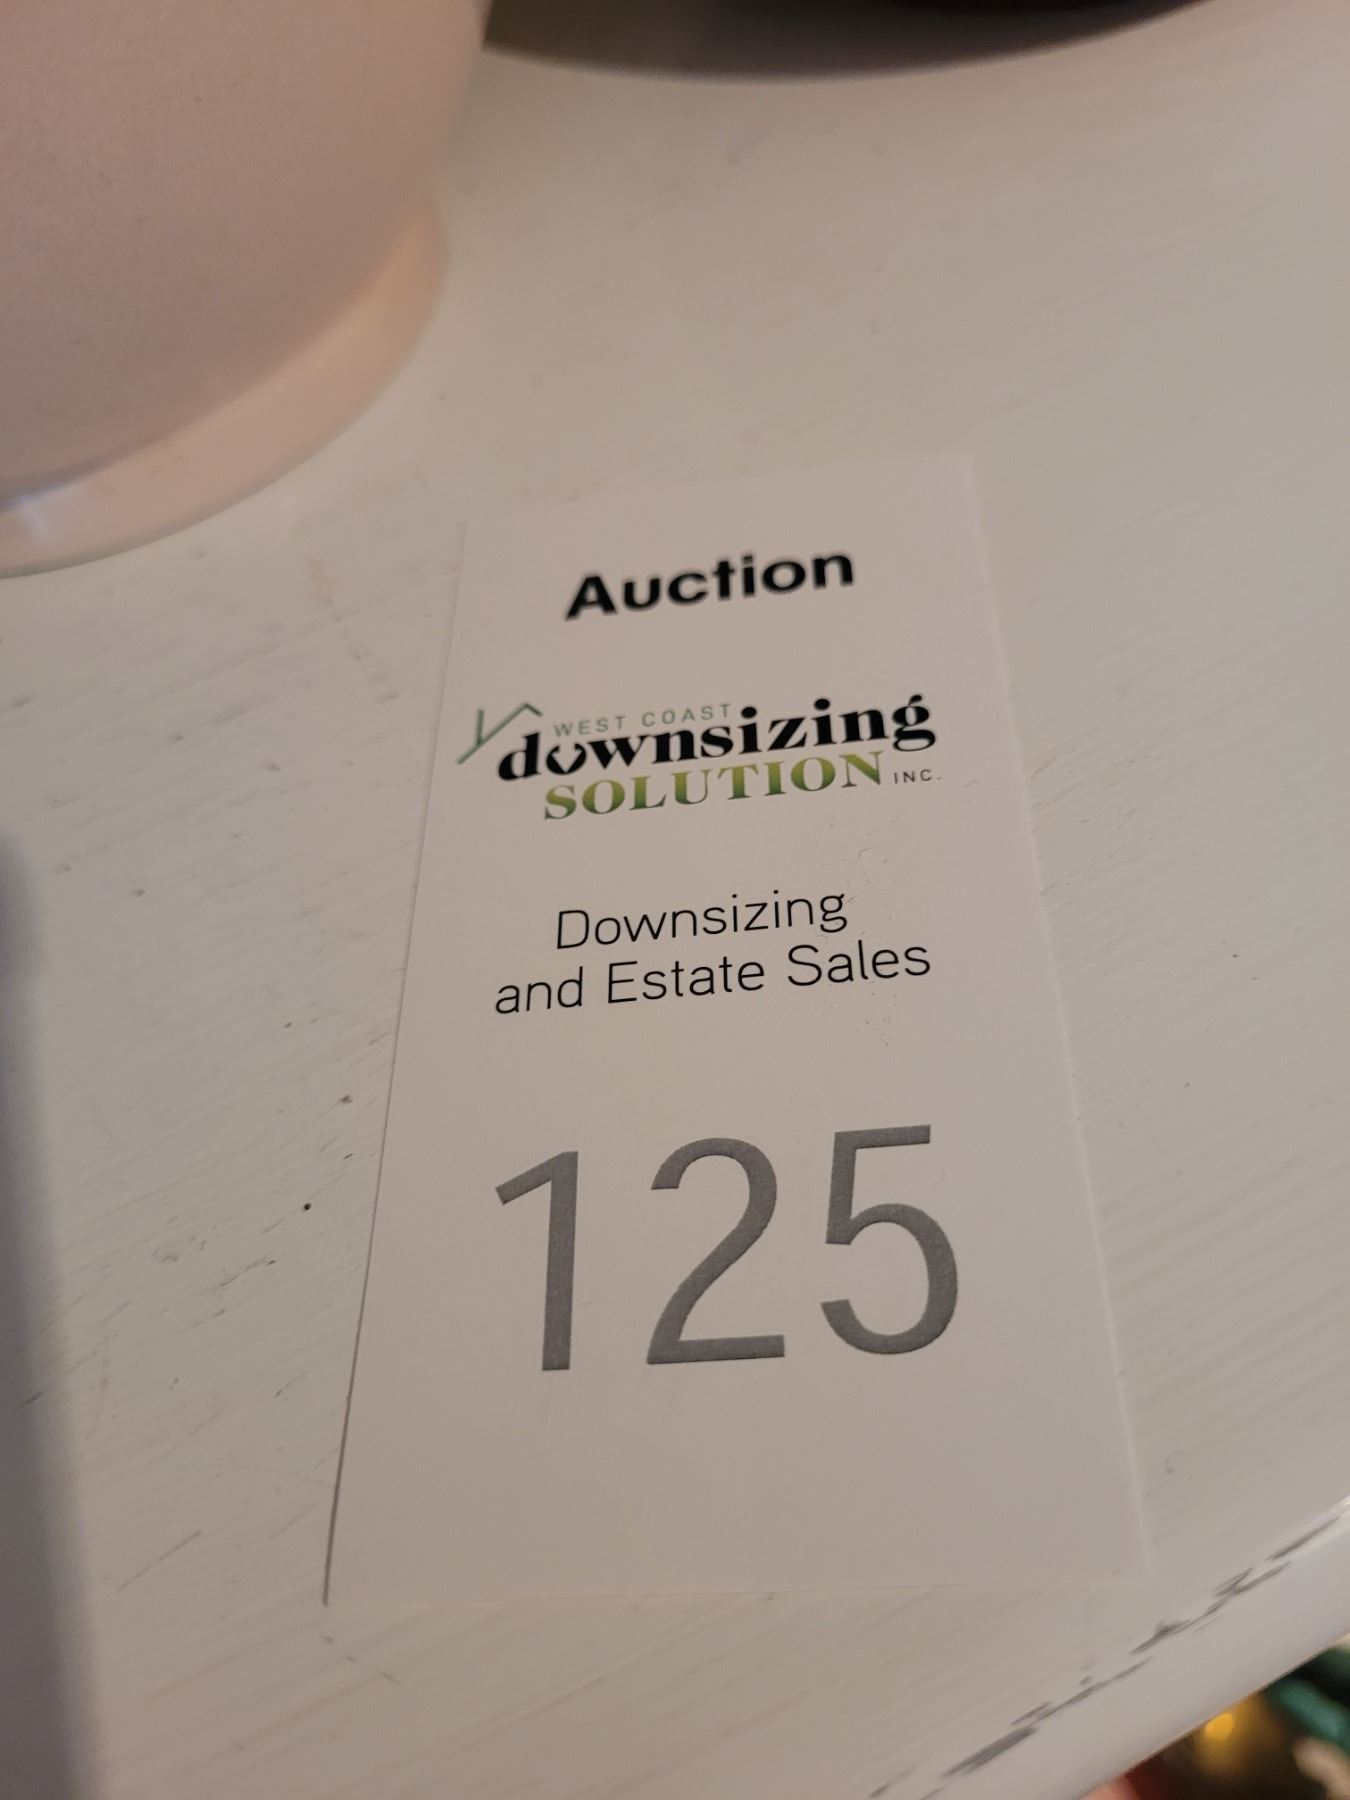 Auction
WEST COAST
downsizing
SOLUTION INC.
Downsizing
and Estate Sales
125